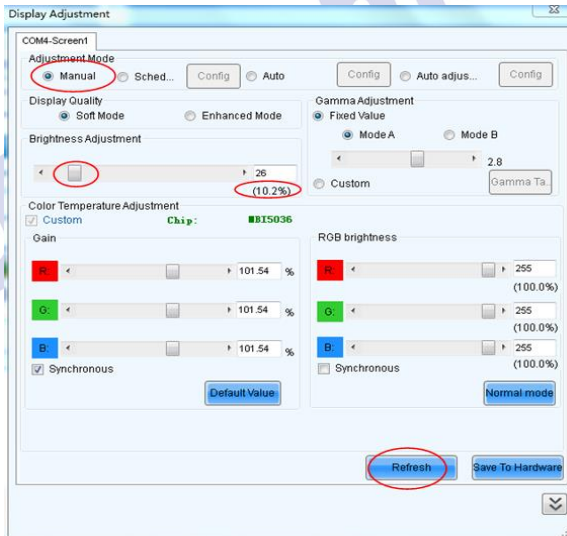 Display Adjustment
COM4-Screen1
Adjustment Mode
Manual Sched... Config Auto Config Auto adjus... Config
Display Quality
Soft Mode Enhanced Mode
Gamma Adjustment
Fixed Value
Mode A Mode B
2.8
Custom Gamma Ta..
Brightness Adjustment
26
(10.2%)
Color Temperature Adjustment
Custom Chip: MBI5036
Gain
R: 101.54 %
G: 101.54 %
B: 101.54 %
Synchronous
Default Value
RGB brightness
R: 255
(100.0%)
G: 255
(100.0%)
B: 255
(100.0%)
Synchronous
Normal mode
Refresh Save To Hardware